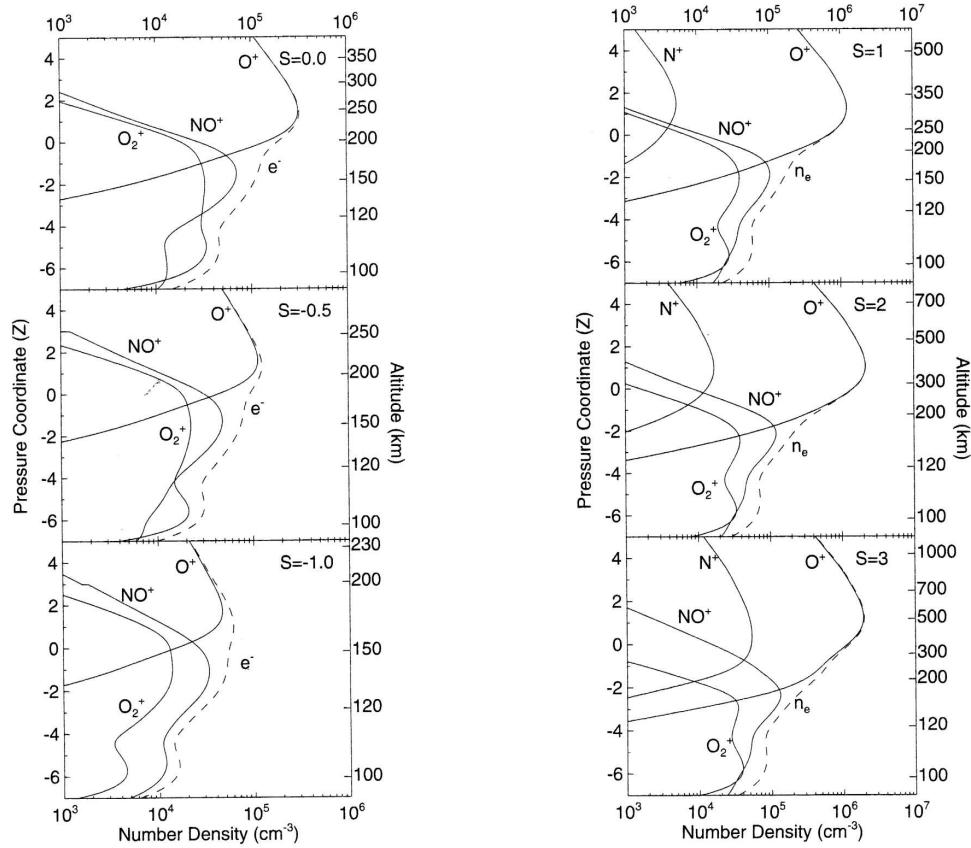 10³ 10⁴ 10⁵ 10⁶
S=0.0
O⁺
NO⁺
O₂⁺
e⁻
4
2
0
-2
-4
-6
350
300
250
200
150
120
100
S=-0.5
O⁺
NO⁺
O₂⁺
e⁻
4
2
0
-2
-4
-6
250
200
150
120
100
Pressure Coordinate (Z)
Altitude (km)
S=-1.0
O⁺
NO⁺
O₂⁺
e⁻
4
2
0
-2
-4
-6
230
200
150
120
100
10³ 10⁴ 10⁵ 10⁶
Number Density (cm⁻³)
10³ 10⁴ 10⁵ 10⁶ 10⁷
S=1
N⁺
O⁺
NO⁺
O₂⁺
nₑ
4
2
0
-2
-4
-6
500
350
250
200
150
120
100
S=2
N⁺
O⁺
NO⁺
O₂⁺
nₑ
4
2
0
-2
-4
-6
700
500
300
200
120
100
Pressure Coordinate (Z)
Altitude (km)
S=3
N⁺
O⁺
NO⁺
O₂⁺
nₑ
4
2
0
-2
-4
-6
1000
700
500
300
200
120
100
10³ 10⁴ 10⁵ 10⁶ 10⁷
Number Density (cm⁻³)